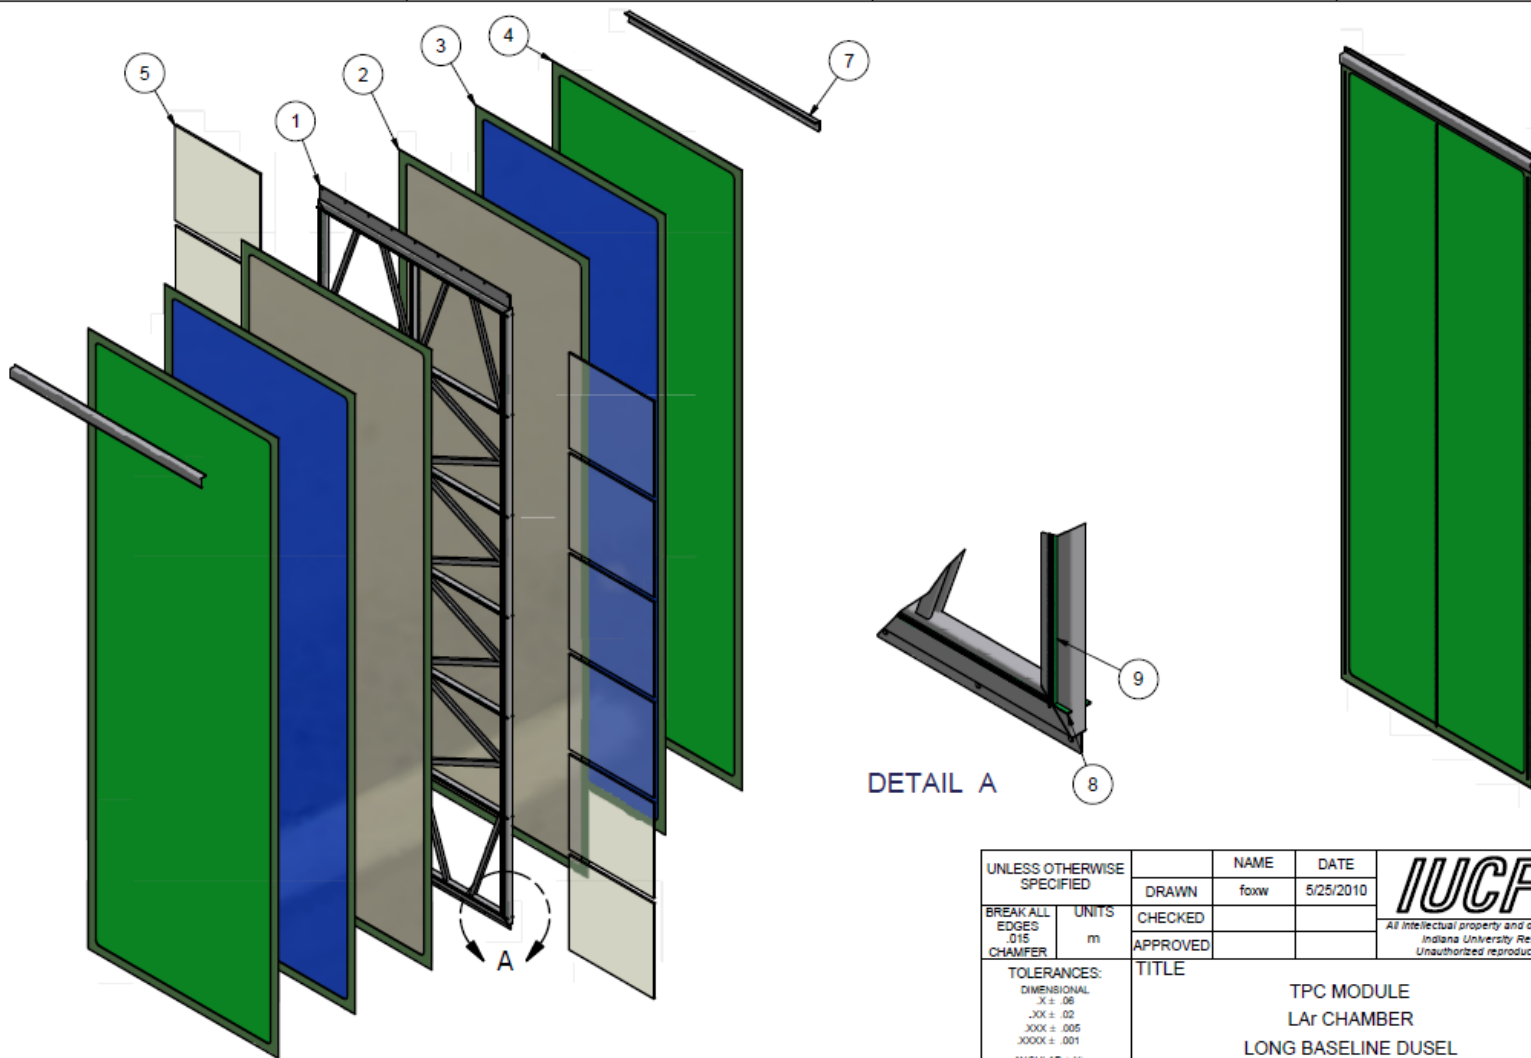 4
3
7
2
5
1
9
8
DETAIL A
A
UNLESS OTHERWISE
SPECIFIED
NAME
DATE
DRAWN
foxw
5/25/2010
BREAK ALL
EDGES
.015
CHAMFER
UNITS
m
CHECKED
APPROVED
IUCF
All intellectual property and
Indiana University
Unauthorized
TOLERANCES:
DIMENSIONAL
.X ± .06
.XX ± .02
.XXX ± .005
.XXXX ± .001
TITLE
TPC MODULE
LAr CHAMBER
LONG BASELINE DUSEL